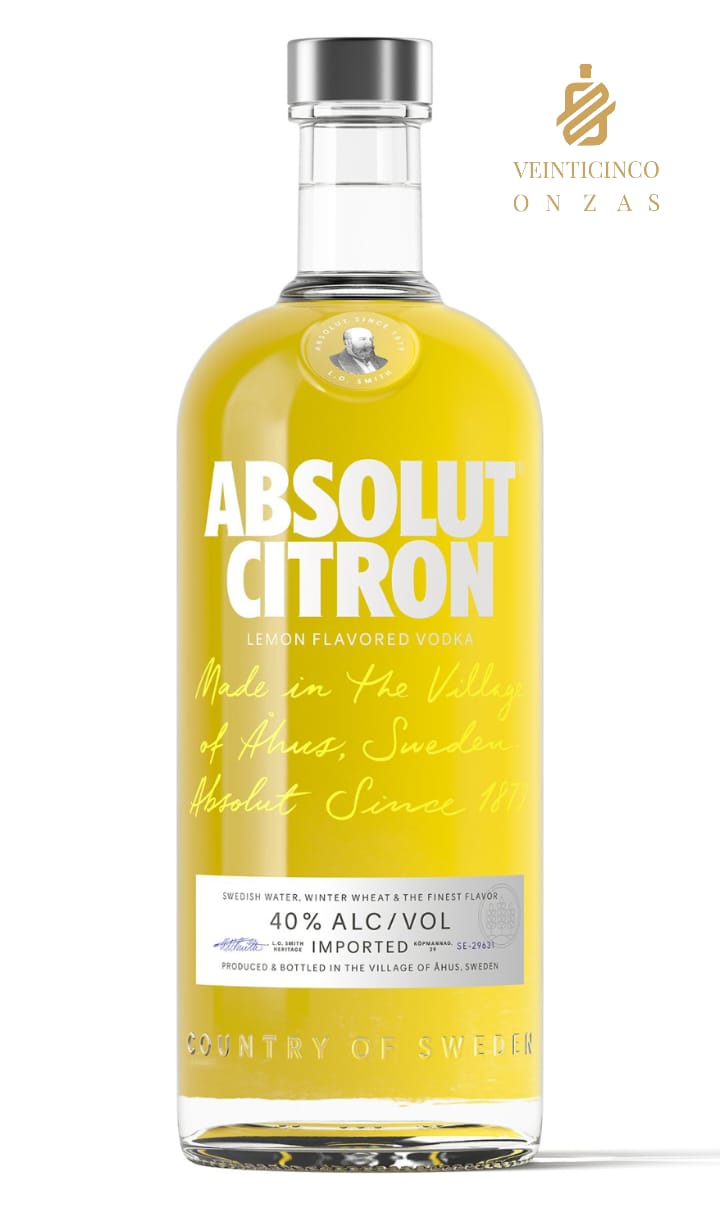 VEINTICINCO
ONZAS
ABSOLUT. SINCE 1879
L.O. SMITH
ABSOLUT
CITRON
LEMON FLAVORED VODKA
Made in the Village
of Åhus, Sweden.
Absolut Since 1879
SWEDISH WATER, WINTER WHEAT & THE FINEST FLAVOR
40% ALC/VOL
L.O. SMITH HERITAGE IMPORTED KÖPMANNAG. 29 SE-29631
PRODUCED & BOTTLED IN THE VILLAGE OF ÅHUS, SWEDEN
COUNTRY OF SWEDEN